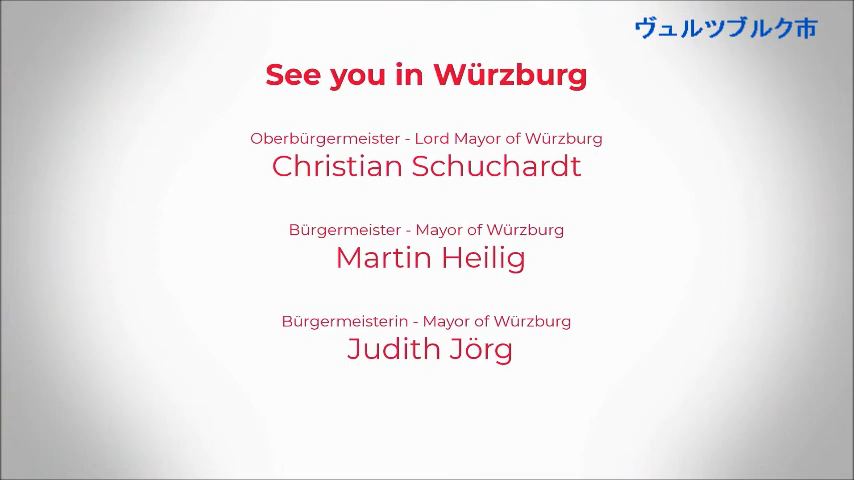 ヴュルツブルク市
See you in Würzburg
Oberbürgermeister - Lord Mayor of Würzburg
Christian Schuchardt
Bürgermeister - Mayor of Würzburg
Martin Heilig
Bürgermeisterin - Mayor of Würzburg
Judith Jörg